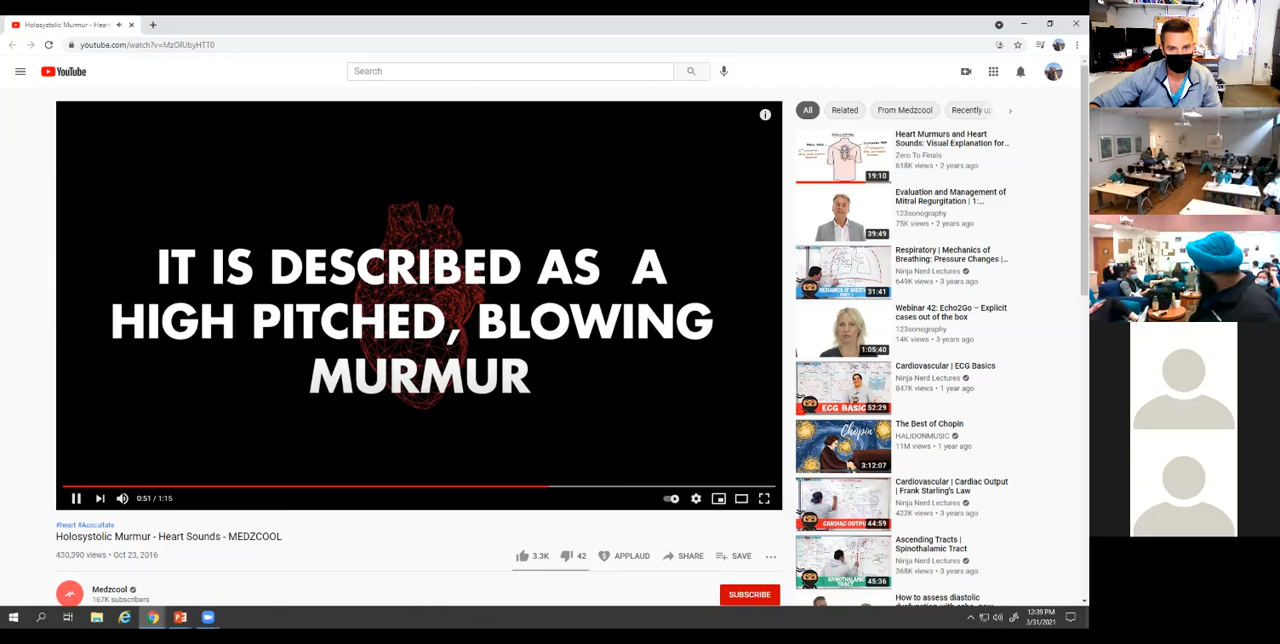 Holosystolic Murmur - Heart
youtube.com/watch?v=MzORJbyHTT0
YouTube
Search
IT IS DESCRIBED AS A
HIGH PITCHED, BLOWING
MURMUR
0:51 / 1:15
#heart #Auscultate
Holosystolic Murmur - Heart Sounds - MEDZCOOL
430,390 views • Oct 23, 2016
3.3K
42
APPLAUD
SHARE
SAVE
Medzcool
167K subscribers
SUBSCRIBE
All
Related
From Medzcool
Recently up
Heart Murmurs and Heart
Sounds: Visual Explanation for...
Zero To Finals
618K views • 2 years ago
19:10
Evaluation and Management of
Mitral Regurgitation | 1:...
123sonography
75K views • 2 years ago
39:49
Respiratory | Mechanics of
Breathing: Pressure Changes |...
Ninja Nerd Lectures
649K views • 3 years ago
31:41
Webinar 42: Echo2Go – Explicit
cases out of the box
123sonography
14K views • 3 years ago
1:05:40
Cardiovascular | ECG Basics
Ninja Nerd Lectures
847K views • 1 year ago
ECG BASIC
52:29
The Best of Chopin
HALIDONMUSIC
11M views • 1 year ago
Chopin
3:12:07
Cardiovascular | Cardiac Output
| Frank Starling's Law
Ninja Nerd Lectures
422K views • 3 years ago
CARDIAC OUTPU
44:59
Ascending Tracts |
Spinothalamic Tract
Ninja Nerd Lectures
368K views • 3 years ago
SPINOTHALAMIC
TRACT
45:36
How to assess diastolic
12:39 PM
3/31/2021